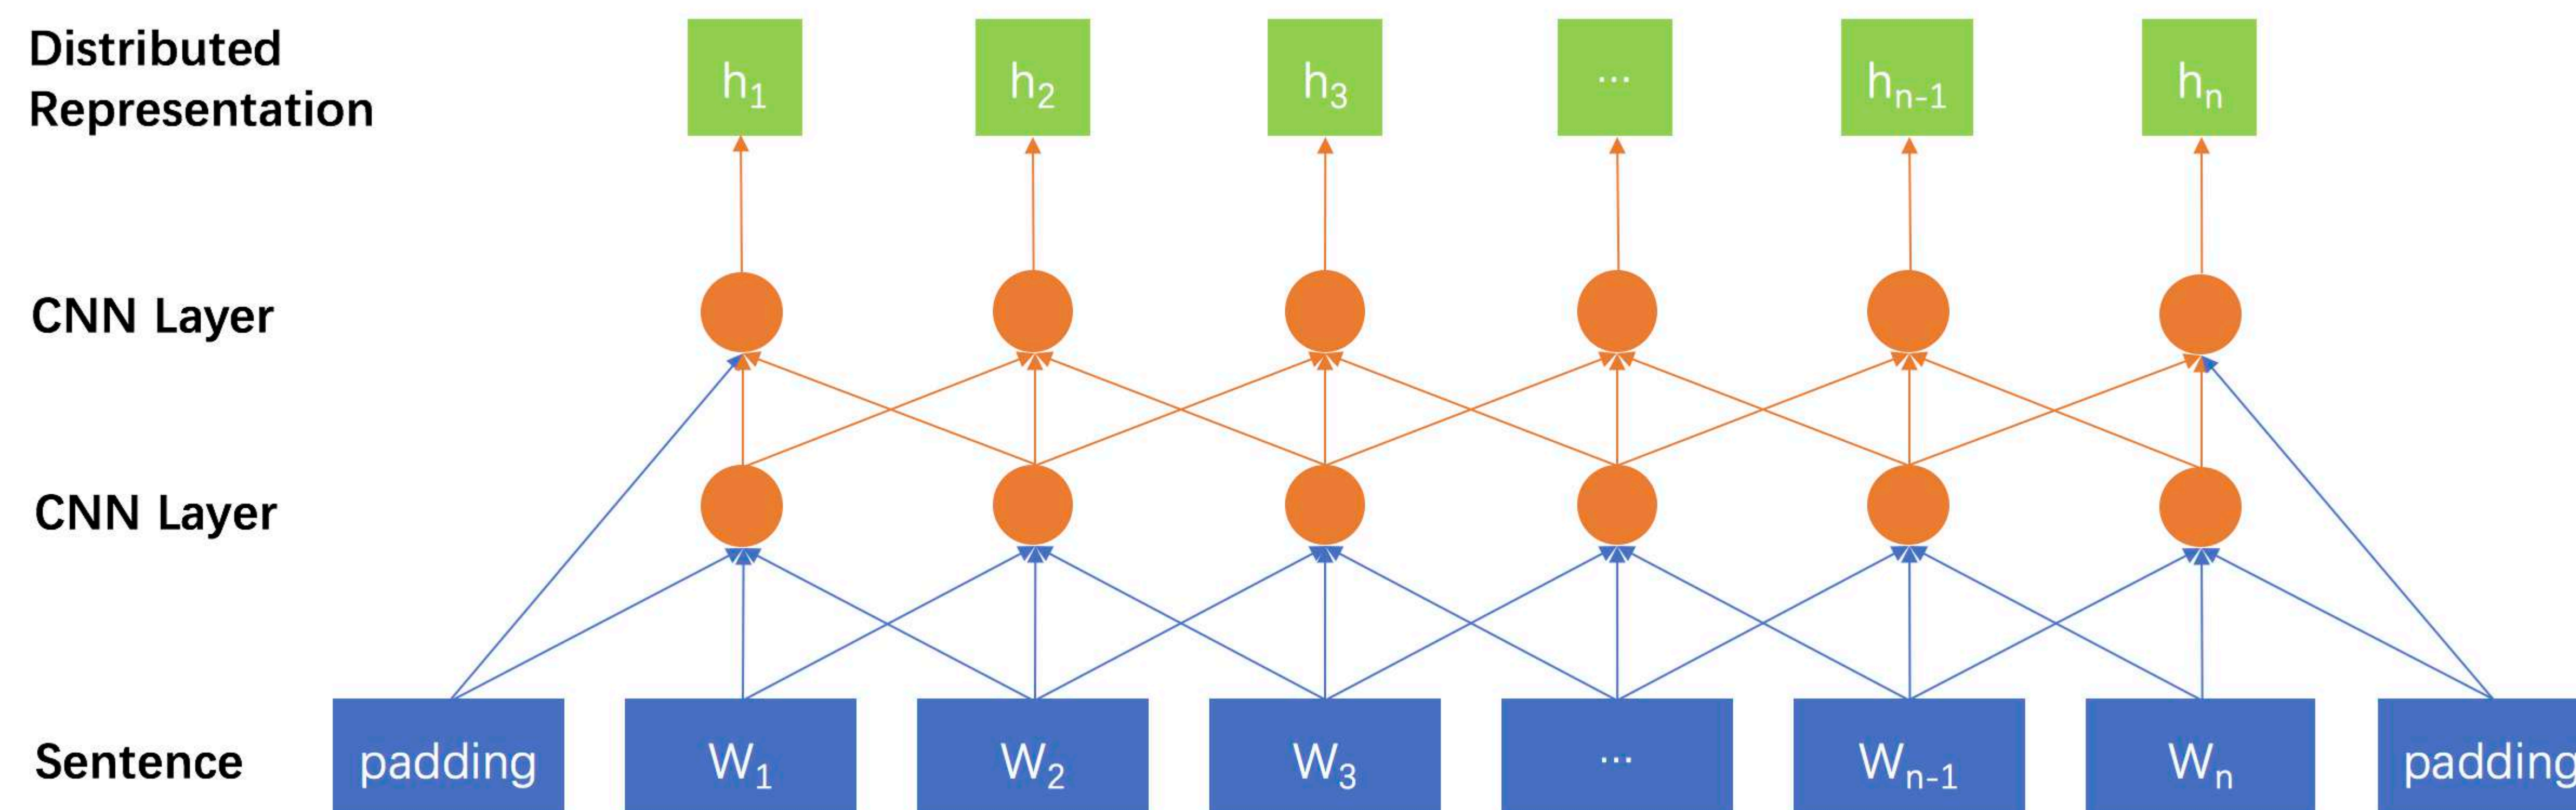 Distributed
Representation
h₁ h₂ h₃ ... hₙ₋₁ hₙ
CNN Layer
CNN Layer
Sentence padding W₁ W₂ W₃ ... Wₙ₋₁ Wₙ padding